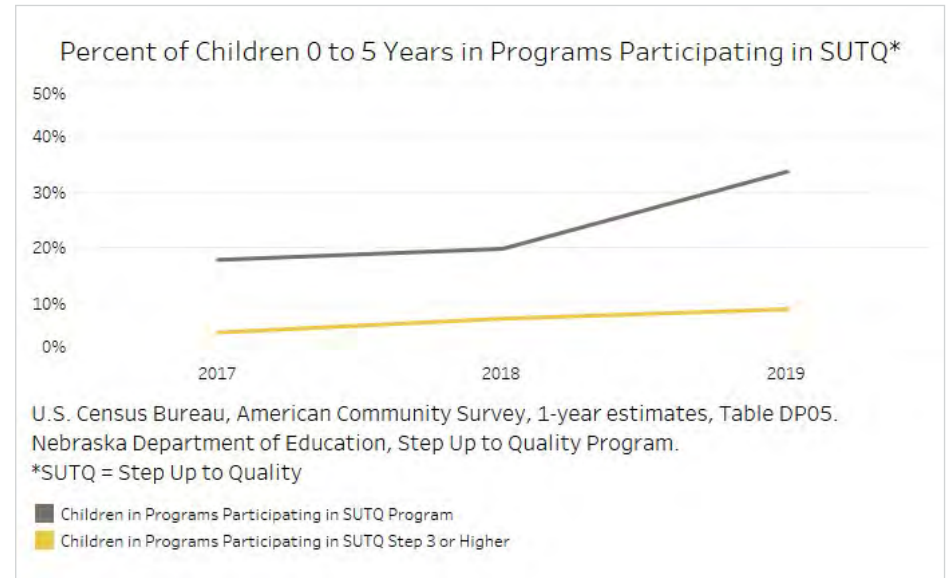 Percent of Children 0 to 5 Years in Programs Participating in SUTQ*
50%
40%
30%
20%
10%
0%
2017 2018 2019
U.S. Census Bureau, American Community Survey, 1-year estimates, Table DP05.
Nebraska Department of Education, Step Up to Quality Program.
*SUTQ = Step Up to Quality
Children in Programs Participating in SUTQ Program
Children in Programs Participating in SUTQ Step 3 or Higher